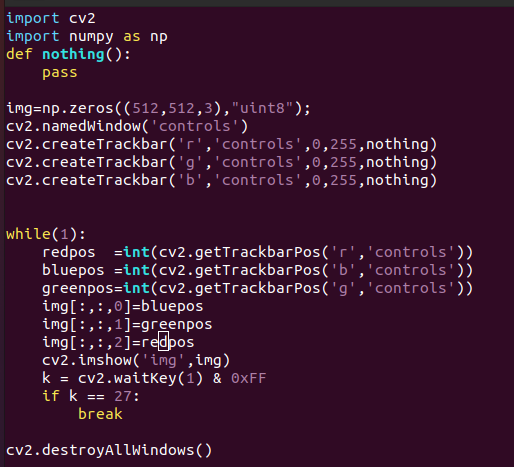 import cv2
import numpy as np
def nothing():
    pass

img=np.zeros((512,512,3),"uint8");
cv2.namedWindow('controls')
cv2.createTrackbar('r','controls',0,255,nothing)
cv2.createTrackbar('g','controls',0,255,nothing)
cv2.createTrackbar('b','controls',0,255,nothing)


while(1):
    redpos  =int(cv2.getTrackbarPos('r','controls'))
    bluepos =int(cv2.getTrackbarPos('b','controls'))
    greenpos=int(cv2.getTrackbarPos('g','controls'))
    img[:,:,0]=bluepos
    img[:,:,1]=greenpos
    img[:,:,2]=redpos
    cv2.imshow('img',img)
    k = cv2.waitKey(1) & 0xFF
    if k == 27:
        break

cv2.destroyAllWindows()